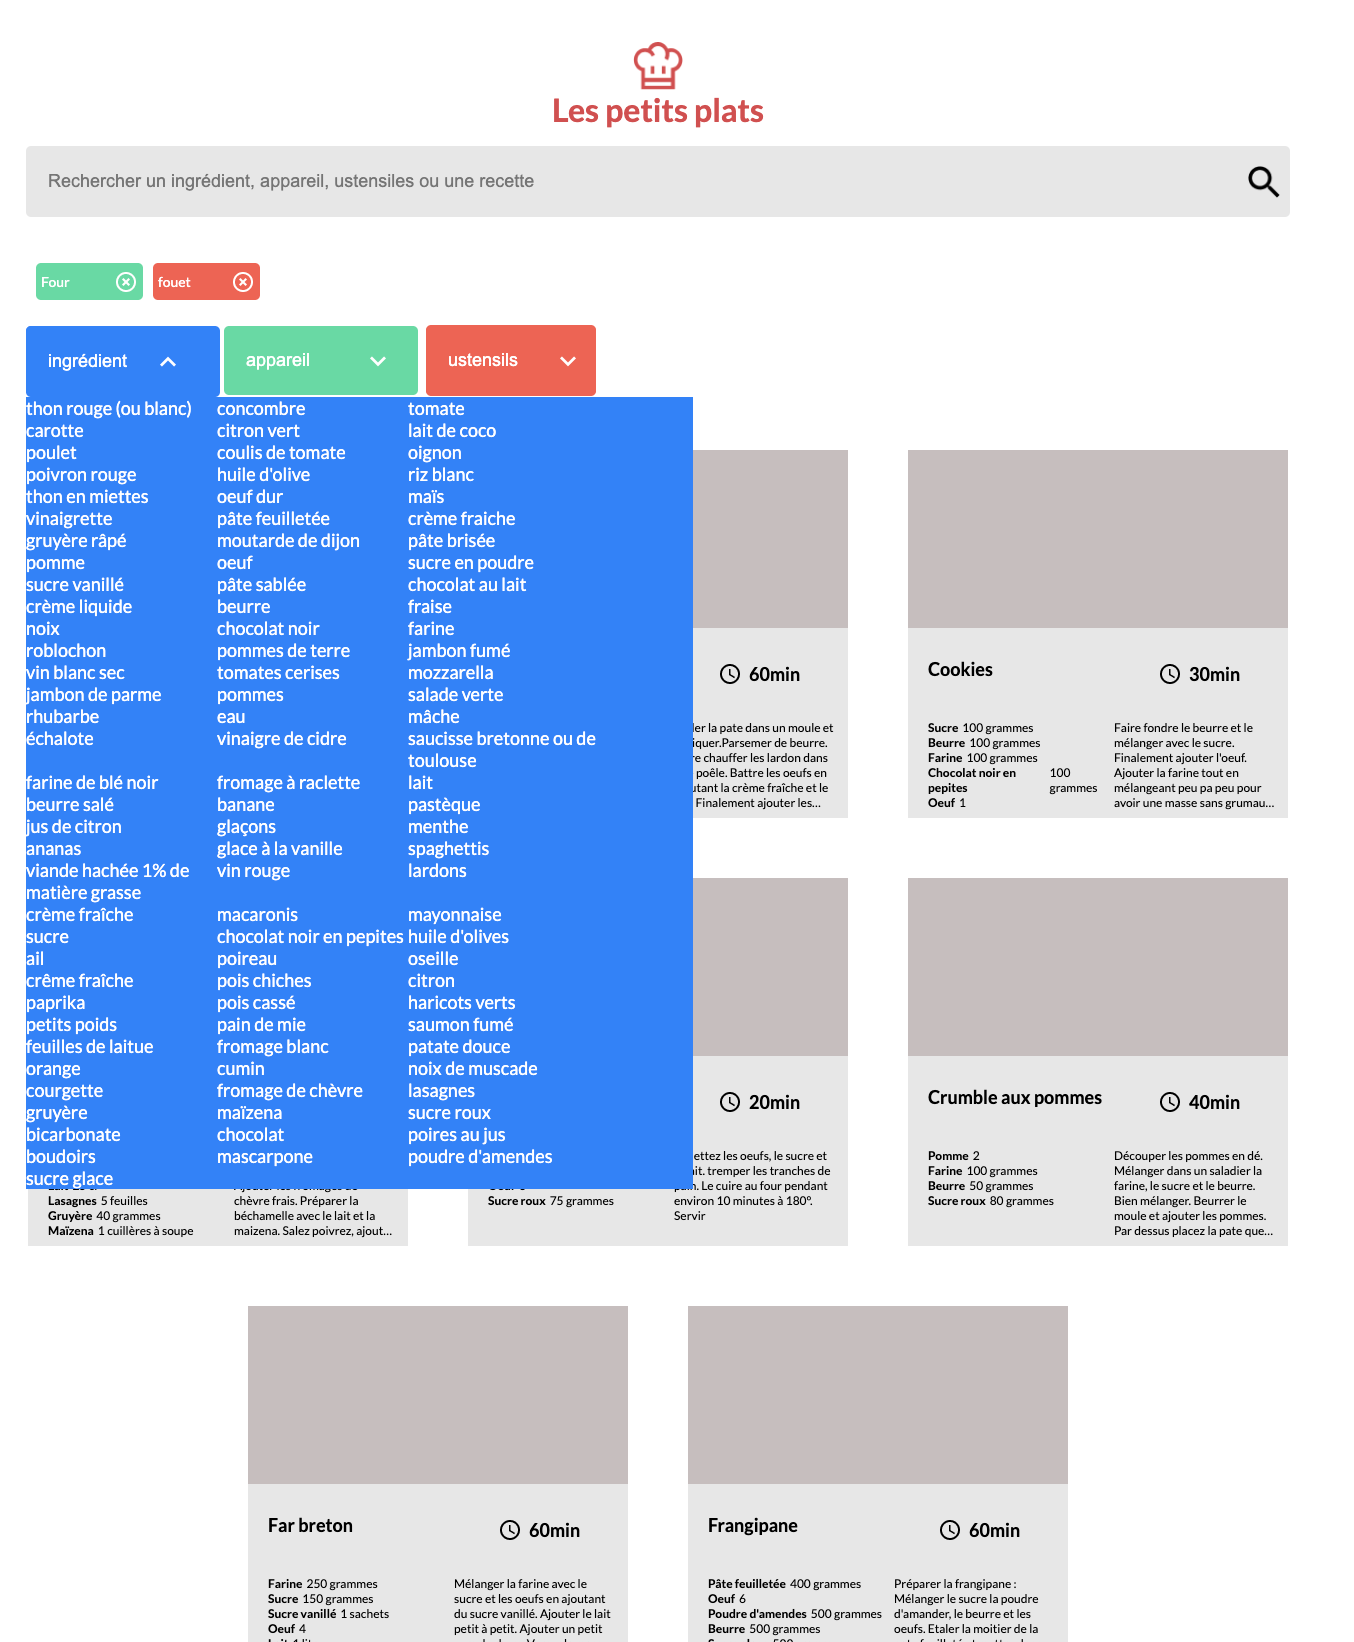 Les petits plats
Rechercher un ingrédient, appareil, ustensiles ou une recette
Four
fouet
ingrédient
appareil
ustensils
thon rouge (ou blanc) concombre tomate
carotte citron vert lait de coco
poulet coulis de tomate oignon
poivron rouge huile d'olive riz blanc
thon en miettes oeuf dur maïs
vinaigrette pâte feuilletée crème fraiche
gruyère râpé moutarde de dijon pâte brisée
pomme oeuf sucre en poudre
sucre vanillé pâte sablée chocolat au lait
crème liquide beurre fraise
noix chocolat noir farine
roblochon pommes de terre jambon fumé
vin blanc sec tomates cerises mozzarella
jambon de parme pommes salade verte
rhubarbe eau mâche
échalote vinaigre de cidre saucisse bretonne ou de
toulouse
farine de blé noir fromage à raclette lait
beurre salé banane pastèque
jus de citron glaçons menthe
ananas glace à la vanille spaghettis
viande hachée 1% de vin rouge lardons
matière grasse
crème fraîche macaronis mayonnaise
sucre chocolat noir en pepites huile d'olives
ail poireau oseille
crême fraîche pois chiches citron
paprika pois cassé haricots verts
petits poids pain de mie saumon fumé
feuilles de laitue fromage blanc patate douce
orange cumin noix de muscade
courgette fromage de chèvre lasagnes
gruyère maïzena sucre roux
bicarbonate chocolat poires au jus
boudoirs mascarpone poudre d'amendes
sucre glace
60min
er la pate dans un moule et
iquer.Parsemer de beurre.
e chauffer les lardon dans
poêle. Battre les oeufs en
utant la crème fraîche et le
Finalement ajouter les...
Cookies
30min
Sucre 100 grammes
Beurre 100 grammes
Farine 100 grammes
Chocolat noir en pepites 100 grammes
Oeuf 1
Faire fondre le beurre et le
mélanger avec le sucre.
Finalement ajouter l'oeuf.
Ajouter la farine tout en
mélangeant peu pa peu pour
avoir une masse sans grumau...
Lasagnes 5 feuilles
Gruyère 40 grammes
Maïzena 1 cuillères à soupe
chèvre frais. Préparer la
béchamelle avec le lait et la
maizena. Salez poivrez, ajout...
20min
Sucre roux 75 grammes
ettez les oeufs, le sucre et
it. tremper les tranches de
Le cuire au four pendant
environ 10 minutes à 180°.
Servir
Crumble aux pommes
40min
Pomme 2
Farine 100 grammes
Beurre 50 grammes
Sucre roux 80 grammes
Découper les pommes en dé.
Mélanger dans un saladier la
farine, le sucre et le beurre.
Bien mélanger. Beurrer le
moule et ajouter les pommes.
Par dessus placez la pate que...
Far breton
60min
Farine 250 grammes
Sucre 150 grammes
Sucre vanillé 1 sachets
Oeuf 4
Mélanger la farine avec le
sucre et les oeufs en ajoutant
du sucre vanillé. Ajouter le lait
petit à petit. Ajouter un petit
Frangipane
60min
Pâte feuilletée 400 grammes
Oeuf 6
Poudre d'amendes 500 grammes
Beurre 500 grammes
Préparer la frangipane :
Mélanger le sucre la poudre
d'amander, le beurre et les
oeufs. Etaler la moitier de la